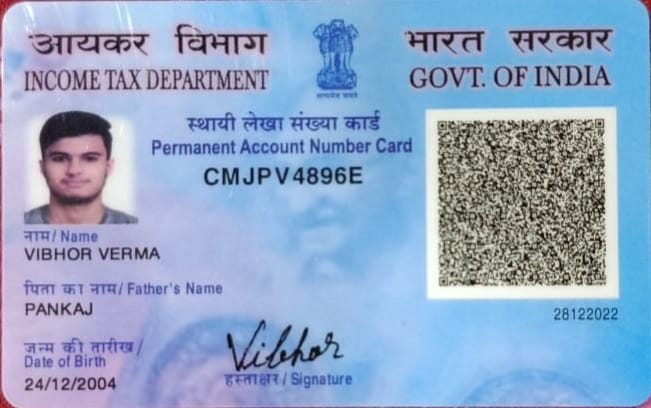 आयकर विभाग
INCOME TAX DEPARTMENT
सत्यमेव जयते
भारत सरकार
GOVT. OF INDIA
स्थायी लेखा संख्या कार्ड
Permanent Account Number Card
CMJPV4896E
नाम / Name
VIBHOR VERMA
पिता का नाम / Father's Name
PANKAJ
जन्म की तारीख /
Date of Birth
24/12/2004
Vibhor
हस्ताक्षर / Signature
28122022